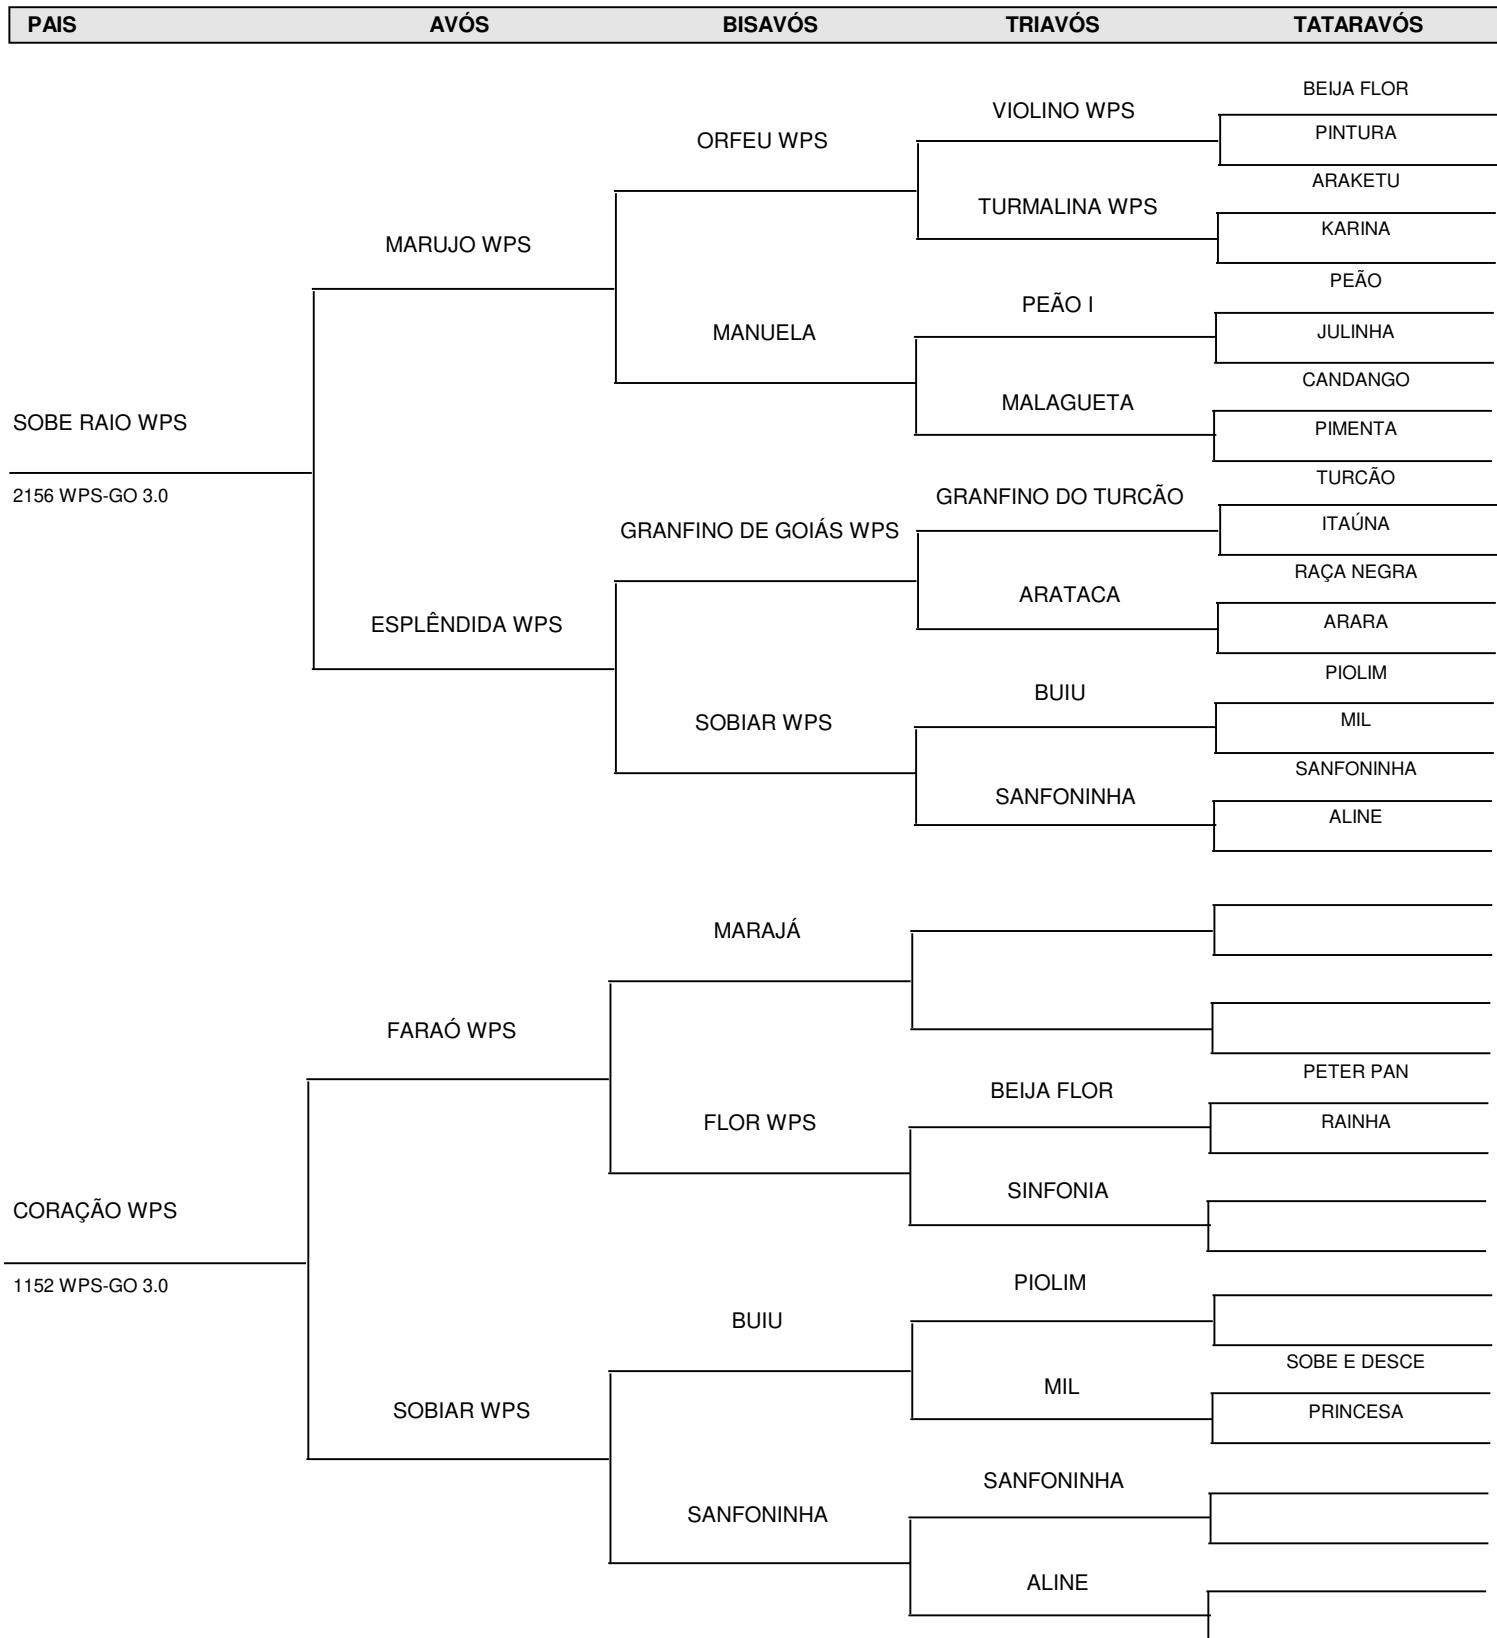 PAIS AVÓS BISAVÓS TRIAVÓS TATARAVÓS
BEIJA FLOR
VIOLINO WPS
PINTURA
ORFEU WPS
ARAKETU
TURMALINA WPS
KARINA
MARUJO WPS
PEÃO
PEÃO I
JULINHA
MANUELA
CANDANGO
MALAGUETA
PIMENTA
SOBE RAIO WPS
2156 WPS-GO 3.0
TURCÃO
GRANFINO DO TURCÃO
ITAÚNA
GRANFINO DE GOIÁS WPS
RAÇA NEGRA
ARATACA
ARARA
ESPLÊNDIDA WPS
PIOLIM
BUIU
MIL
SOBIAR WPS
SANFONINHA
SANFONINHA
ALINE
MARAJÁ
FARAÓ WPS
PETER PAN
BEIJA FLOR
RAINHA
FLOR WPS
SINFONIA
CORAÇÃO WPS
1152 WPS-GO 3.0
PIOLIM
BUIU
SOBE E DESCE
MIL
PRINCESA
SOBIAR WPS
SANFONINHA
SANFONINHA
ALINE